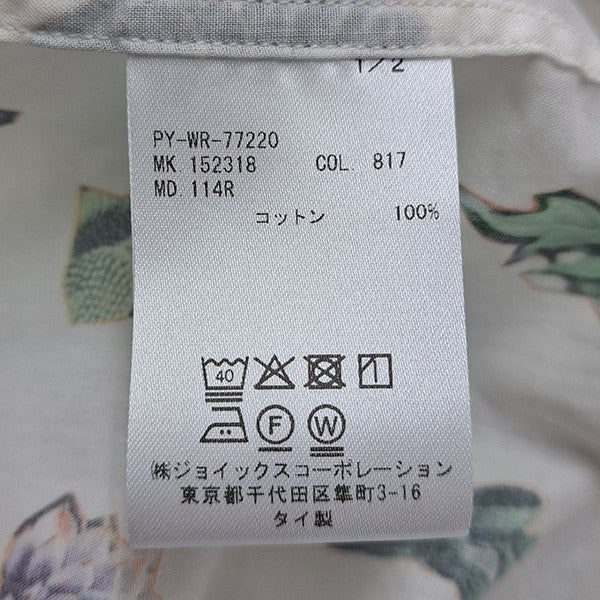 1/2
PY-WR-77220
MK 152318 COL. 817
MD 114R
コットン 100%
40
F W
㈱ジョイックスコーポレーション
東京都千代田区隼町3-16
タイ製